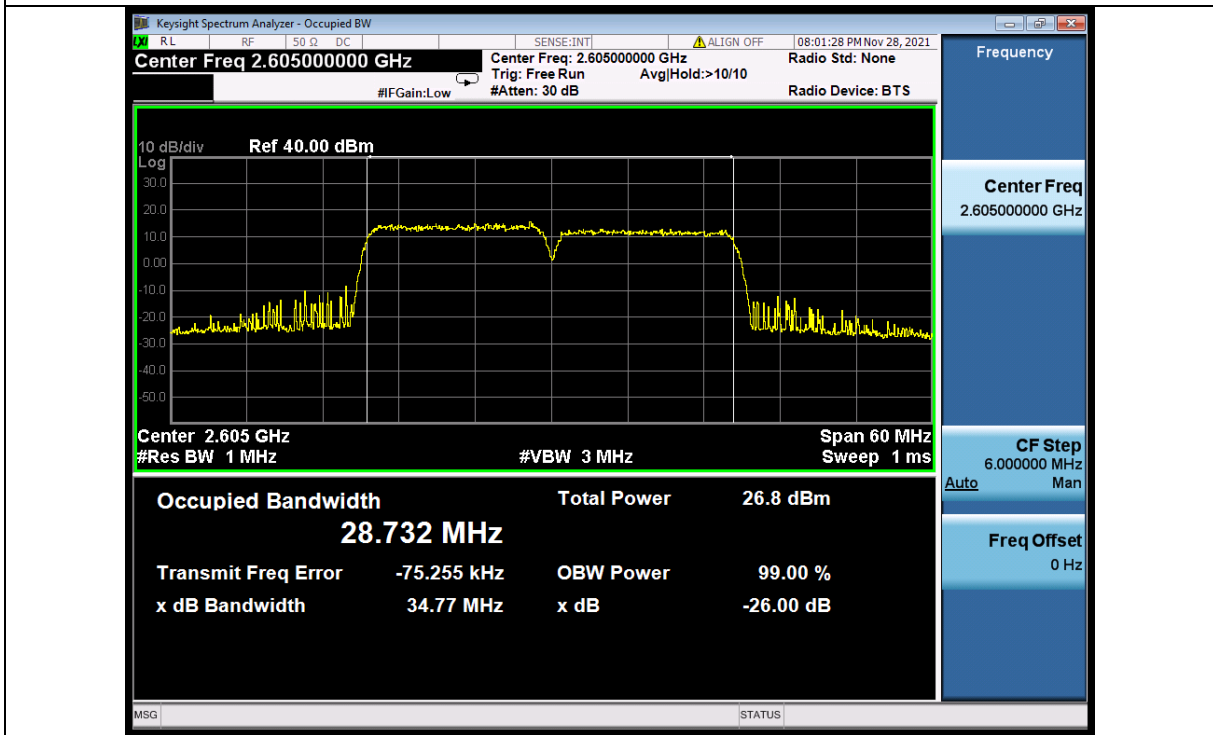 Keysight Spectrum Analyzer - Occupied BW
LXI RL RF 50 Ω DC SENSE:INT ALIGN OFF 08:01:28 PM Nov 28, 2021
Center Freq 2.605000000 GHz
Center Freq: 2.605000000 GHz Radio Std: None
Trig: Free Run Avg|Hold:>10/10
#IFGain:Low #Atten: 30 dB Radio Device: BTS
10 dB/div Ref 40.00 dBm
Log
30.0
20.0
10.0
0.00
-10.0
-20.0
-30.0
-40.0
-50.0
Center 2.605 GHz Span 60 MHz
#Res BW 1 MHz #VBW 3 MHz Sweep 1 ms
Occupied Bandwidth Total Power 26.8 dBm
28.732 MHz
Transmit Freq Error -75.255 kHz OBW Power 99.00 %
x dB Bandwidth 34.77 MHz x dB -26.00 dB
MSG STATUS
Frequency
Center Freq
2.605000000 GHz
CF Step
6.000000 MHz
Auto Man
Freq Offset
0 Hz